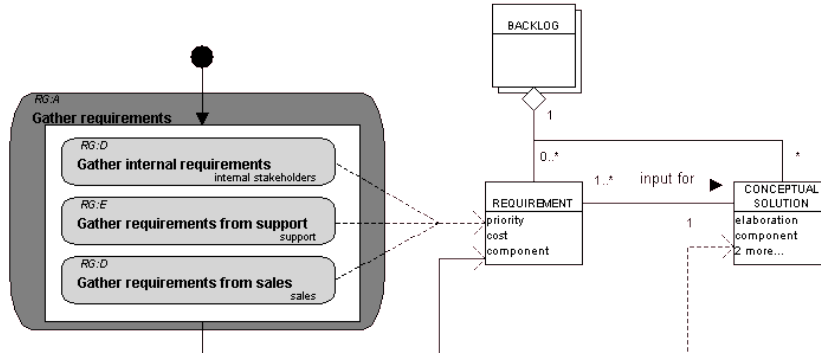 RG:A
Gather requirements
RG:D
Gather internal requirements
internal stakeholders
RG:E
Gather requirements from support
support
RG:D
Gather requirements from sales
sales
BACKLOG
1
0..*
*
REQUIREMENT
priority
cost
component
1..*
input for
1
CONCEPTUAL
SOLUTION
elaboration
component
2 more...